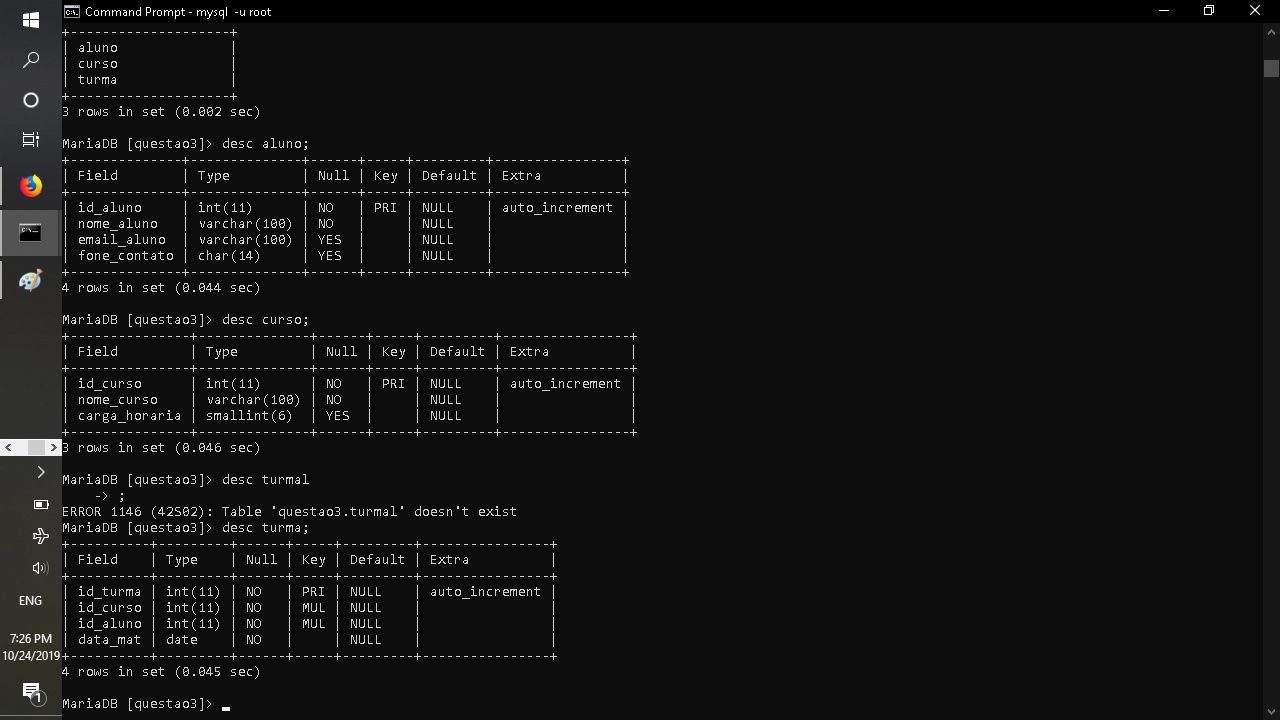 Command Prompt - mysql -u root
+--------------------+
| aluno              |
| curso              |
| turma              |
+--------------------+
3 rows in set (0.002 sec)
MariaDB [questao3]> desc aluno;
+--------------+--------------+------+-----+---------+----------------+
| Field        | Type         | Null | Key | Default | Extra          |
+--------------+--------------+------+-----+---------+----------------+
| id_aluno     | int(11)      | NO   | PRI | NULL    | auto_increment |
| nome_aluno   | varchar(100) | NO   |     | NULL    |                |
| email_aluno  | varchar(100) | YES  |     | NULL    |                |
| fone_contato | char(14)     | YES  |     | NULL    |                |
+--------------+--------------+------+-----+---------+----------------+
4 rows in set (0.044 sec)
MariaDB [questao3]> desc curso;
+---------------+--------------+------+-----+---------+----------------+
| Field         | Type         | Null | Key | Default | Extra          |
+---------------+--------------+------+-----+---------+----------------+
| id_curso      | int(11)      | NO   | PRI | NULL    | auto_increment |
| nome_curso    | varchar(100) | NO   |     | NULL    |                |
| carga_horaria | smallint(6)  | YES  |     | NULL    |                |
+---------------+--------------+------+-----+---------+----------------+
3 rows in set (0.046 sec)
MariaDB [questao3]> desc turmal
    -> ;
ERROR 1146 (42S02): Table 'questao3.turmal' doesn't exist
MariaDB [questao3]> desc turma;
+----------+---------+------+-----+---------+----------------+
| Field    | Type    | Null | Key | Default | Extra          |
+----------+---------+------+-----+---------+----------------+
| id_turma | int(11) | NO   | PRI | NULL    | auto_increment |
| id_curso | int(11) | NO   | MUL | NULL    |                |
| id_aluno | int(11) | NO   | MUL | NULL    |                |
| data_mat | date    | NO   |     | NULL    |                |
+----------+---------+------+-----+---------+----------------+
4 rows in set (0.045 sec)
MariaDB [questao3]>
ENG
7:26 PM
10/24/2019
1